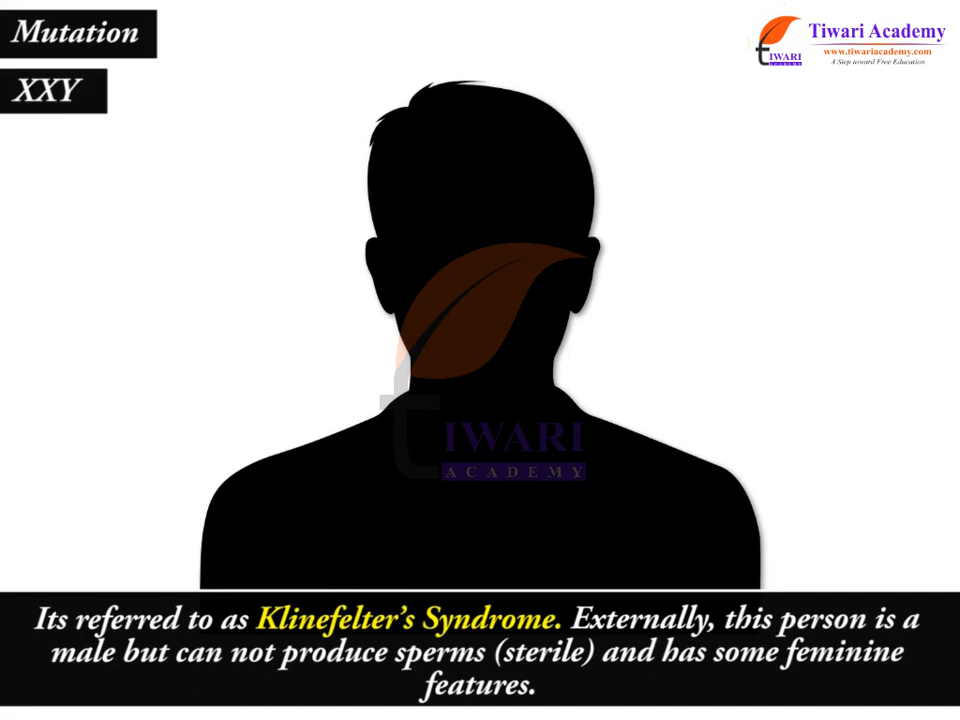 Mutation
XXY
Tiwari Academy
www.tiwariacademy.com
A Step toward Free Education
tIWARI
ACADEMY
tIWARI
ACADEMY
Its referred to as Klinefelter's Syndrome. Externally, this person is a
male but can not produce sperms (sterile) and has some feminine
features.